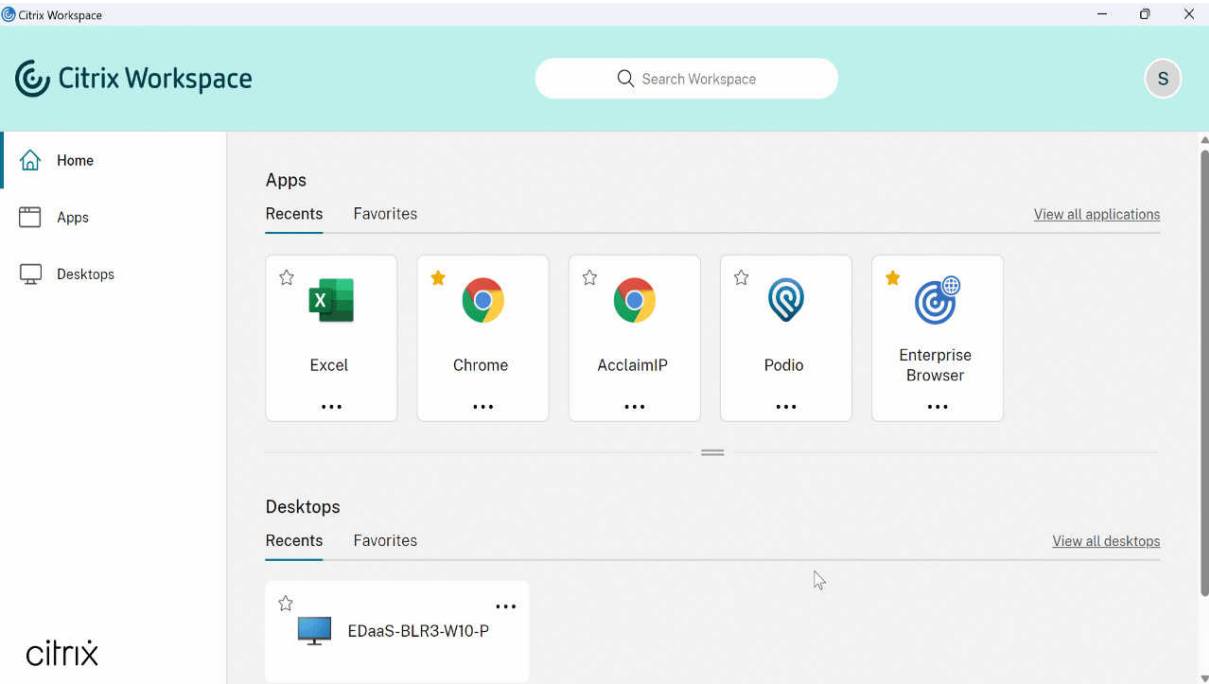 Citrix Workspace
Citrix Workspace
Search Workspace
S
Home
Apps
Desktops
Apps
Recents Favorites View all applications
X
Excel
Chrome
AcclaimIP
Podio
Enterprise
Browser
Desktops
Recents Favorites View all desktops
EDaaS-BLR3-W10-P
citrix